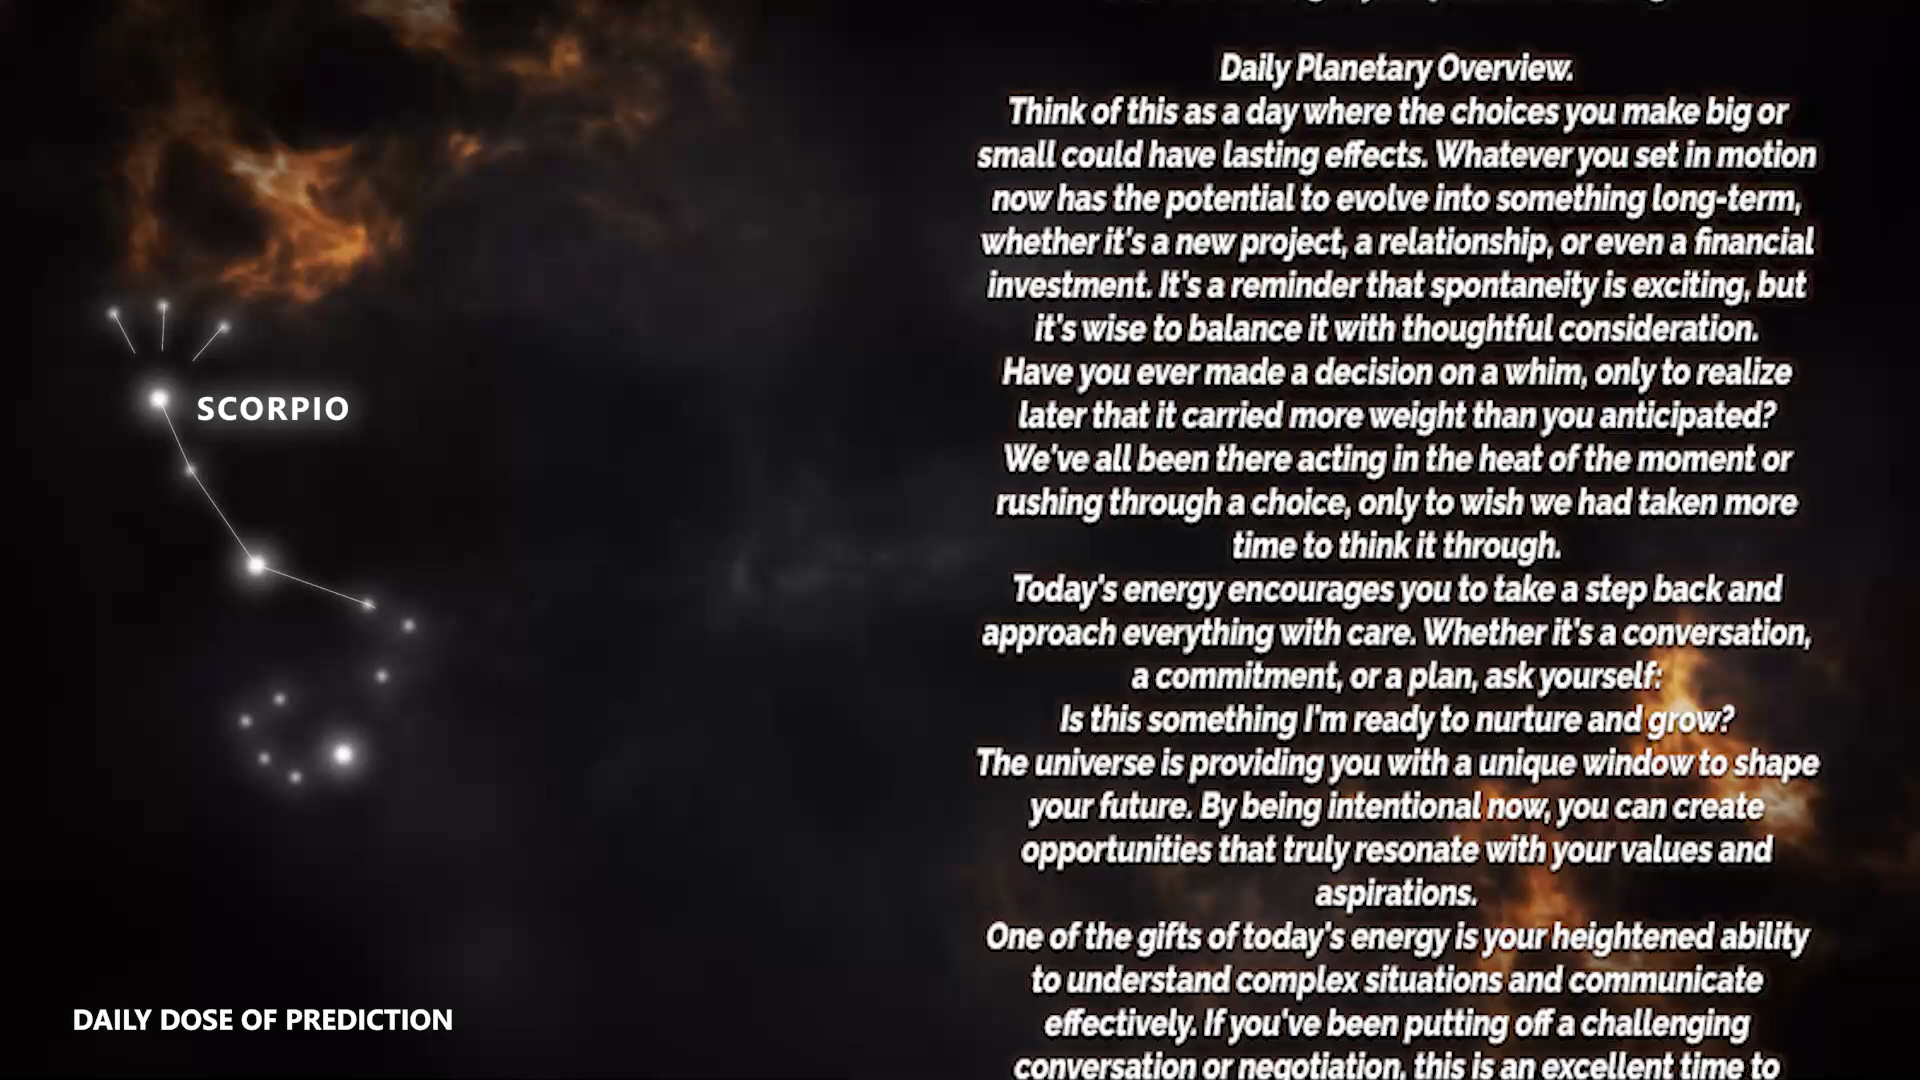 Daily Planetary Overview.
Think of this as a day where the choices you make big or
small could have lasting effects. Whatever you set in motion
now has the potential to evolve into something long-term,
whether it's a new project, a relationship, or even a financial
investment. It's a reminder that spontaneity is exciting, but
it's wise to balance it with thoughtful consideration.
Have you ever made a decision on a whim, only to realize
later that it carried more weight than you anticipated?
We've all been there acting in the heat of the moment or
rushing through a choice, only to wish we had taken more
time to think it through.
Today's energy encourages you to take a step back and
approach everything with care. Whether it's a conversation,
a commitment, or a plan, ask yourself:
Is this something I'm ready to nurture and grow?
The universe is providing you with a unique window to shape
your future. By being intentional now, you can create
opportunities that truly resonate with your values and
aspirations.
One of the gifts of today's energy is your heightened ability
to understand complex situations and communicate
effectively. If you've been putting off a challenging
conversation or negotiation, this is an excellent time to
SCORPIO
DAILY DOSE OF PREDICTION